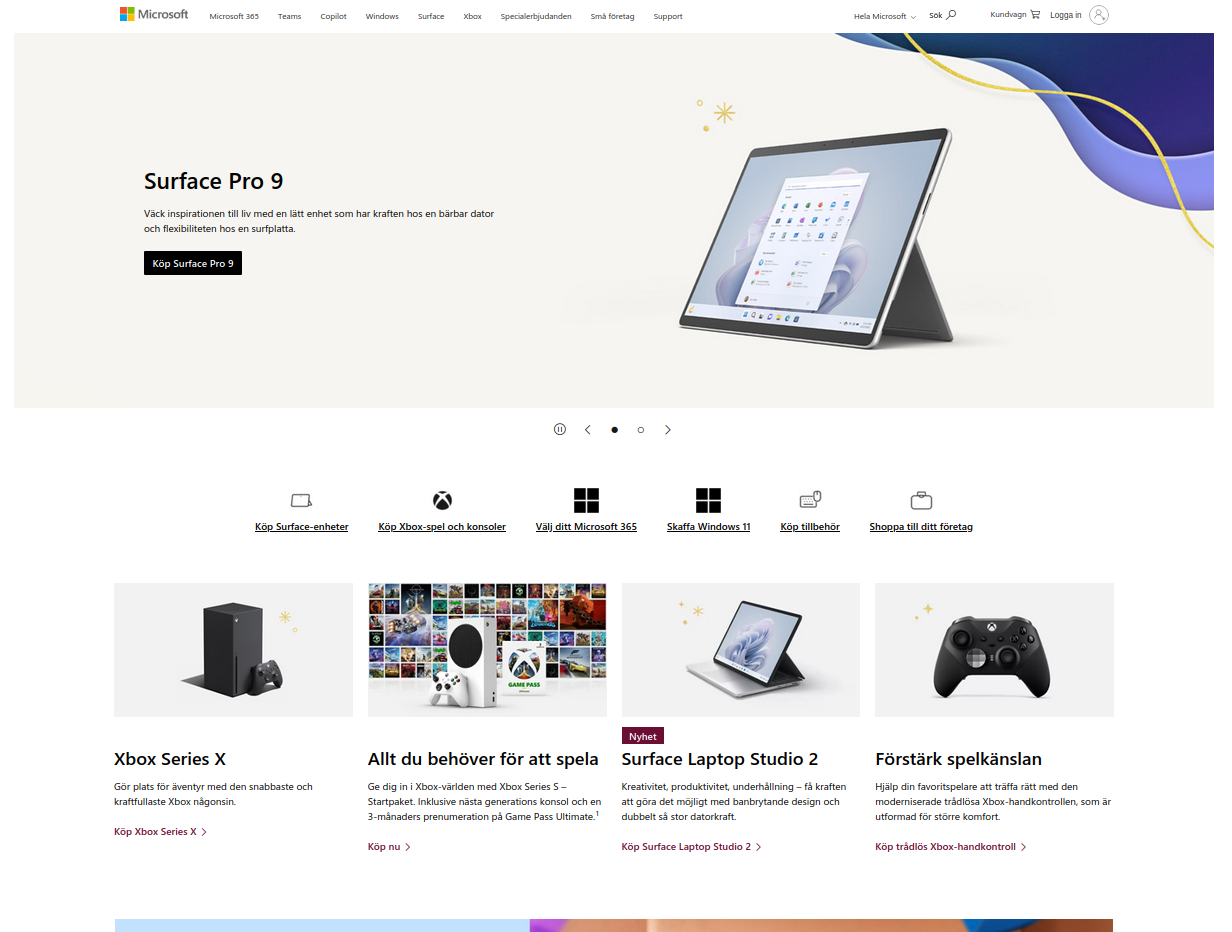 Microsoft
Microsoft 365
Teams
Copilot
Windows
Surface
Xbox
Specialerbjudanden
Små företag
Support
Hela Microsoft
Sök
Kundvagn
Logga in
Surface Pro 9
Väck inspirationen till liv med en lätt enhet som har kraften hos en bärbar dator
och flexibiliteten hos en surfplatta.
Köp Surface Pro 9
Köp Surface-enheter
Köp Xbox-spel och konsoler
Välj ditt Microsoft 365
Skaffa Windows 11
Köp tillbehör
Shoppa till ditt företag
Xbox Series X
Gör plats för äventyr med den snabbaste och
kraftfullaste Xbox någonsin.
Köp Xbox Series X
GAME PASS
Allt du behöver för att spela
Ge dig in i Xbox-världen med Xbox Series S –
Startpaket. Inklusive nästa generations konsol och en
3-månaders prenumeration på Game Pass Ultimate.1
Köp nu
Nyhet
Surface Laptop Studio 2
Kreativitet, produktivitet, underhållning – få kraften
att göra det möjligt med banbrytande design och
dubbelt så stor datorkraft.
Köp Surface Laptop Studio 2
Förstärk spelkänslan
Hjälp din favoritspelare att träffa rätt med den
moderniserade trådlösa Xbox-handkontrollen, som är
utformad för större komfort.
Köp trådlös Xbox-handkontroll